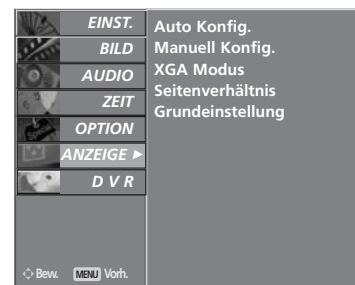 EINST.
BILD
AUDIO
ZEIT
OPTION
ANZEIGE ►
D V R
Auto Konfig.
Manuell Konfig.
XGA Modus
Seitenverhältnis
Grundeinstellung
Bew. MENU Vorh.